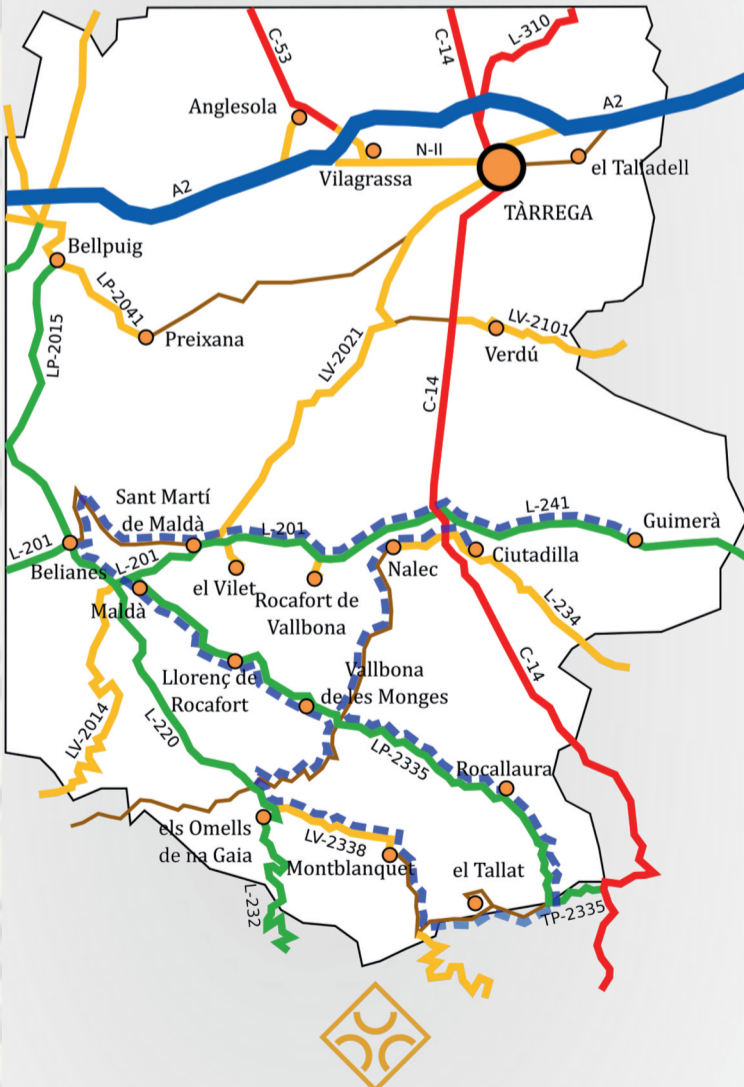 C-53
C-14
L-310
Anglesola
A2
N-II
Vilagrassa
el Talladell
A2
TÀRREGA
Bellpuig
LP-2041
LP-2015
Preixana
LV-2021
LV-2101
Verdú
C-14
Sant Martí
de Maldà
L-201
L-241
Guimerà
L-201
Belianes
L-201
Nalec
Ciutadilla
Maldà
el Vilet
Rocafort de
Vallbona
L-234
Llorenç de
Rocafort
Vallbona
de les Monges
C-14
LV-2014
L-220
LP-2335
Rocallaura
els Omells
de na Gaia
LV-2338
Montblanquet
el Tallat
L-232
TP-2335